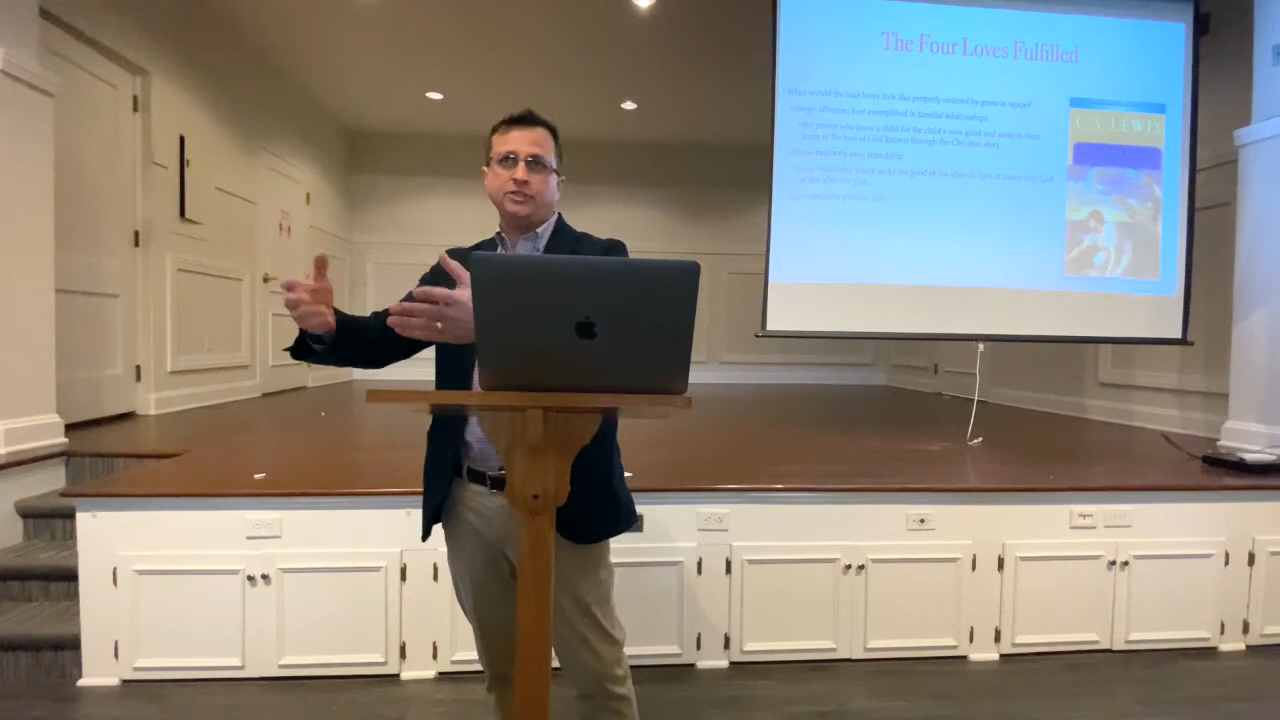 The Four Loves Fulfilled
• What would the four loves look like properly ordered by grace in agape?
affection; best exemplified in familial relationships.
parent who loves a child for the child's own good and seeks to form
them in the love of God known through the Christian story.
brotherly love; friendship.
friendship which seeks the good of the other in light of union with God
as the ultimate goal.
C. S. LEWIS